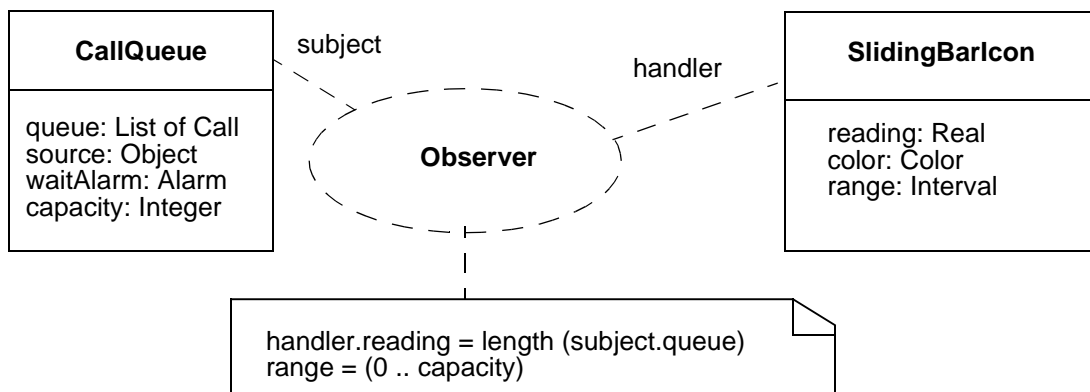 CallQueue
subject
handler
SlidingBarIcon
queue: List of Call
source: Object
waitAlarm: Alarm
capacity: Integer
Observer
reading: Real
color: Color
range: Interval
handler.reading = length (subject.queue)
range = (0 .. capacity)